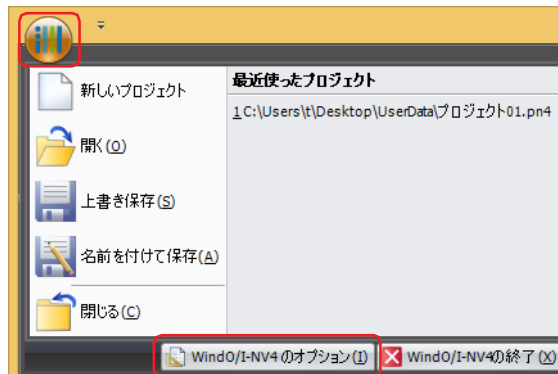 新しいプロジェクト
開く(O)
上書き保存(S)
名前を付けて保存(A)
閉じる(C)
最近使ったプロジェクト
1 C:\Users\t\Desktop\UserData\プロジェクト01.pn4
WindO/I-NV4 のオプション(I)
WindO/I-NV4の終了(X)